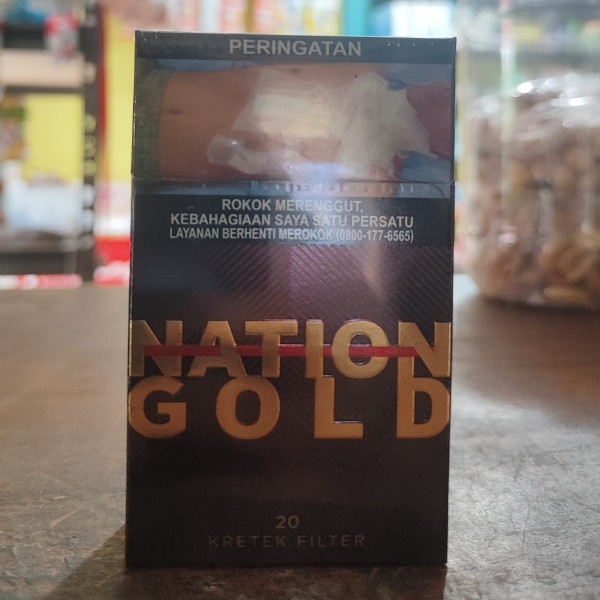 PERINGATAN
ROKOK MERENGGUT,
KEBAHAGIAAN SAYA SATU PERSATU
LAYANAN BERHENTI MEROKOK (0800-177-6565)
NATION
GOLD
20
KRETEK FILTER